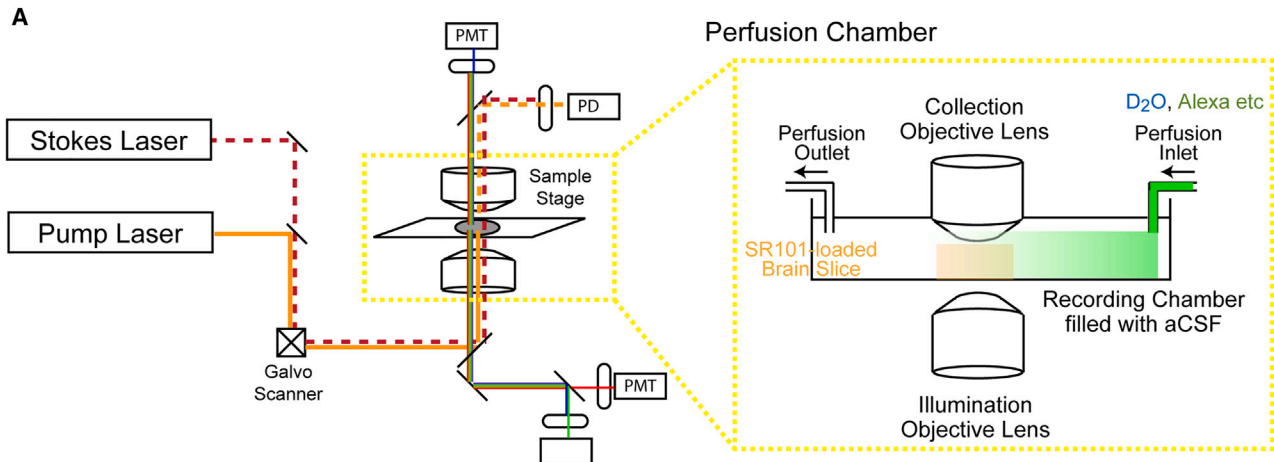 A
PMT
Perfusion Chamber
PD
Stokes Laser
Sample
Stage
Pump Laser
Galvo
Scanner
PMT
Collection
Objective Lens
D₂O, Alexa etc
Perfusion
Outlet
Perfusion
Inlet
SR101-loaded
Brain Slice
Recording Chamber
filled with aCSF
Illumination
Objective Lens